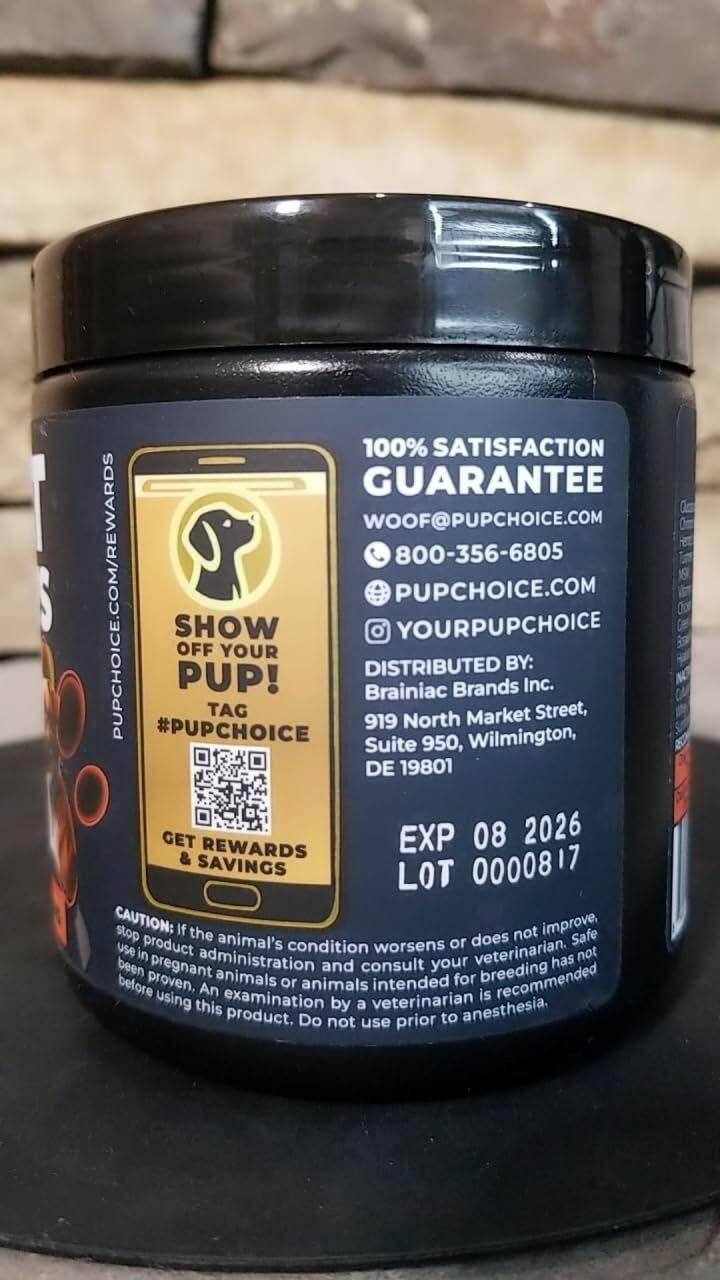 T
S
PUPCHOICE.COM/REWARDS
SHOW
OFF YOUR
PUP!
TAG
#PUPCHOICE
GET REWARDS
& SAVINGS
100% SATISFACTION
GUARANTEE
WOOF@PUPCHOICE.COM
800-356-6805
PUPCHOICE.COM
YOURPUPCHOICE
DISTRIBUTED BY:
Brainiac Brands Inc.
919 North Market Street,
Suite 950, Wilmington,
DE 19801
EXP 08 2026
LOT 0000817
CAUTION: If the animal's condition worsens or does not improve,
stop product administration and consult your veterinarian. Safe
use in pregnant animals or animals intended for breeding has not
been proven. An examination by a veterinarian is recommended
before using this product. Do not use prior to anesthesia.